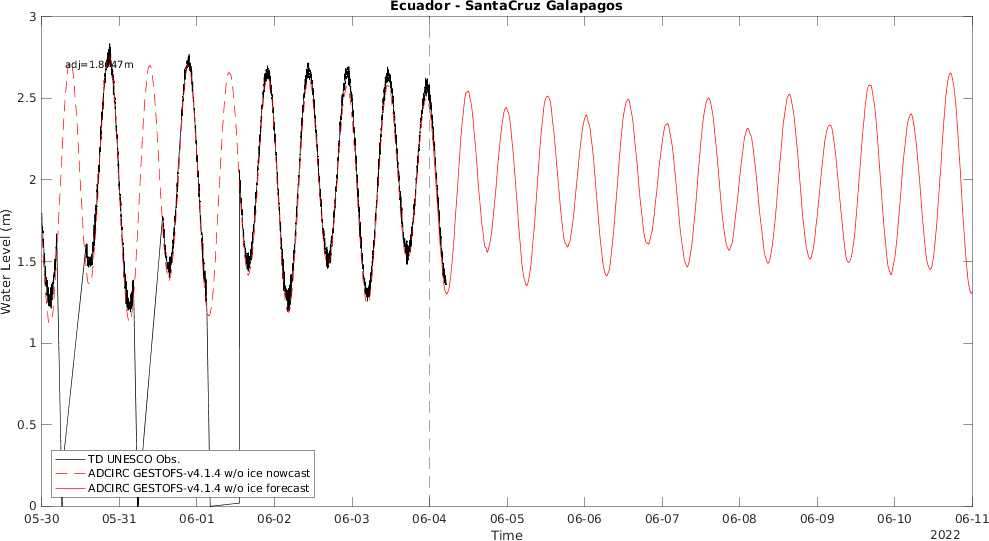 Ecuador - SantaCruz Galapagos
3
2.5
2
1.5
1
0.5
0
Water Level (m)
TD UNESCO Obs.
ADCIRC GESTOFS-v4.1.4 w/o ice nowcast
ADCIRC GESTOFS-v4.1.4 w/o ice forecast
05-30 05-31 06-01 06-02 06-03 06-04 06-05 06-06 06-07 06-08 06-09 06-10 06-11
Time
2022